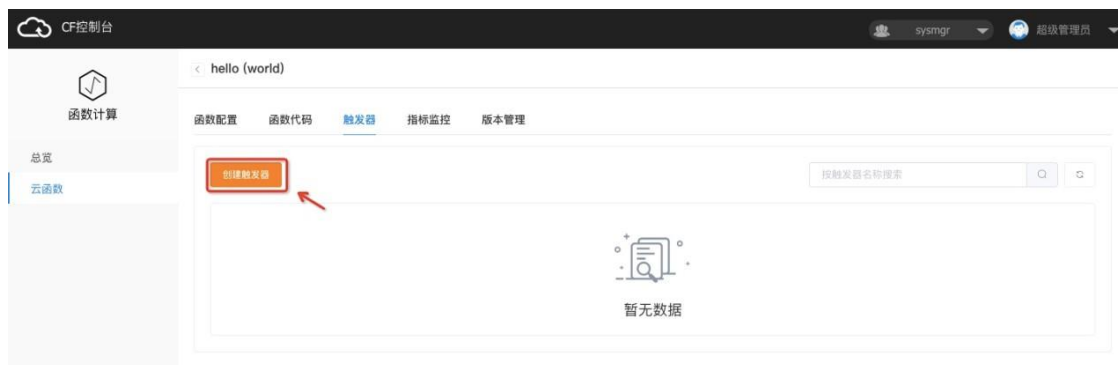 CF控制台 sysmgr 超级管理员
hello (world)
函数计算
函数配置 函数代码 触发器 指标监控 版本管理
总览
创建触发器 按触发器名称搜索
云函数
暂无数据